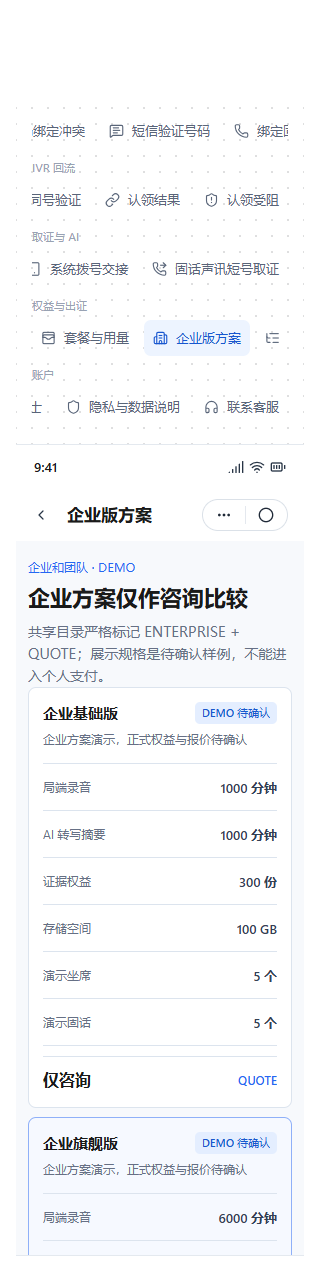 绑定冲突 短信验证号码 绑定
IVR 回流
号验证 认领结果 认领受阻
取证与 AI
系统拨号交接 固话声讯短号取证
权益与出证
套餐与用量 企业版方案
账户
隐私与数据说明 联系客服
9:41
企业版方案
企业和团队 · DEMO
企业方案仅作咨询比较
共享目录严格标记 ENTERPRISE +
QUOTE；展示规格是待确认样例，不能进
入个人支付。
企业基础版 DEMO 待确认
企业方案演示，正式权益与报价待确认
局端录音 1000 分钟
AI 转写摘要 1000 分钟
证据权益 300 份
存储空间 100 GB
演示坐席 5 个
演示固话 5 个
仅咨询 QUOTE
企业旗舰版 DEMO 待确认
企业方案演示，正式权益与报价待确认
局端录音 6000 分钟